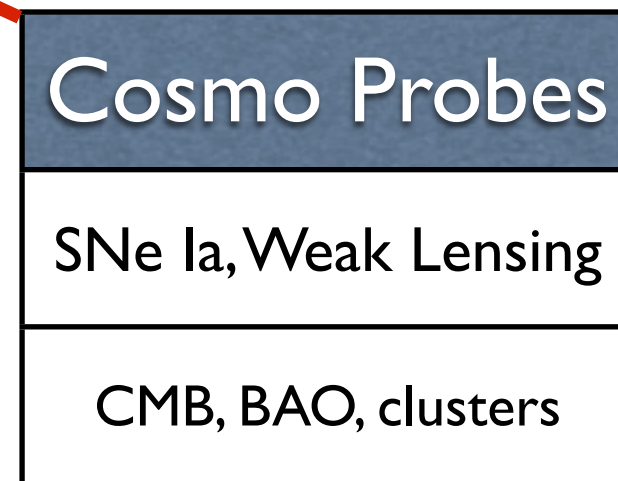 Cosmo Probes
SNe Ia, Weak Lensing
CMB, BAO, clusters